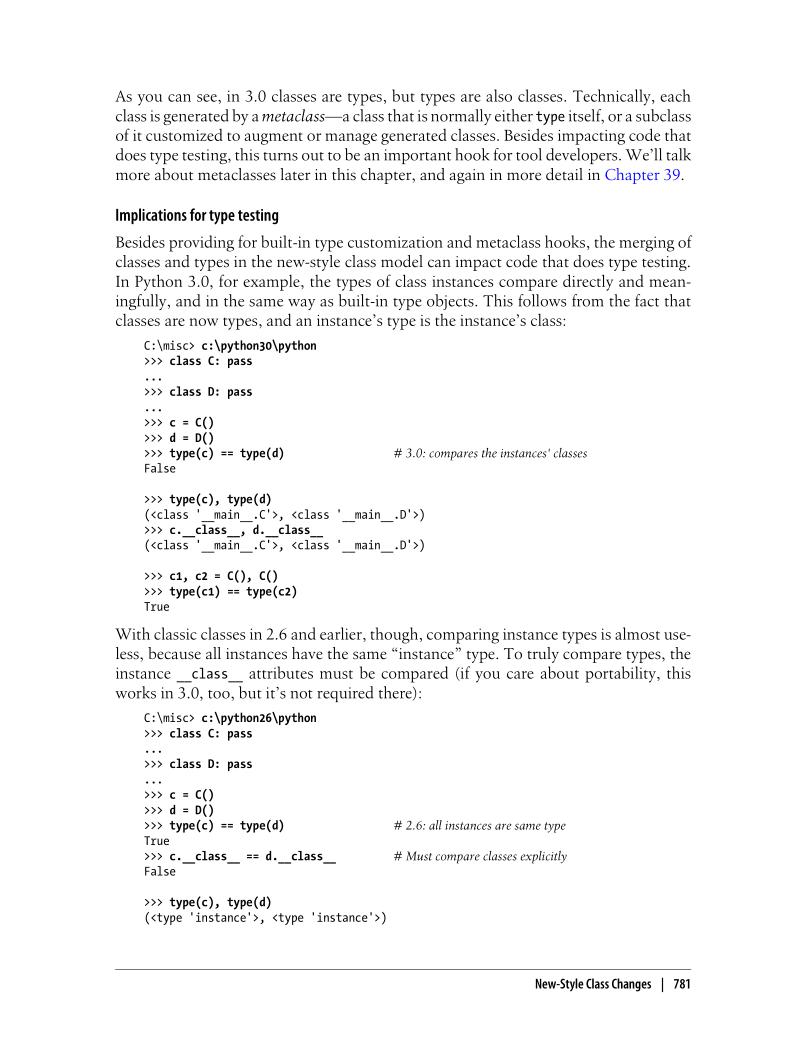 As you can see, in 3.0 classes are types, but types are also classes. Technically, each
class is generated by a metaclass—a class that is normally either type itself, or a subclass
of it customized to augment or manage generated classes. Besides impacting code that
does type testing, this turns out to be an important hook for tool developers. We’ll talk
more about metaclasses later in this chapter, and again in more detail in Chapter 39.
Implications for type testing
Besides providing for built-in type customization and metaclass hooks, the merging of
classes and types in the new-style class model can impact code that does type testing.
In Python 3.0, for example, the types of class instances compare directly and mean-
ingfully, and in the same way as built-in type objects. This follows from the fact that
classes are now types, and an instance’s type is the instance’s class:
C:\misc> c:\python30\python
>>> class C: pass
...
>>> class D: pass
...
>>> c = C()
>>> d = D()
>>> type(c) == type(d) # 3.0: compares the instances' classes
False
>>> type(c), type(d)
(<class '__main__.C'>, <class '__main__.D'>)
>>> c.__class__, d.__class__
(<class '__main__.C'>, <class '__main__.D'>)
>>> c1, c2 = C(), C()
>>> type(c1) == type(c2)
True
With classic classes in 2.6 and earlier, though, comparing instance types is almost use-
less, because all instances have the same “instance” type. To truly compare types, the
instance __class__ attributes must be compared (if you care about portability, this
works in 3.0, too, but it’s not required there):
C:\misc> c:\python26\python
>>> class C: pass
...
>>> class D: pass
...
>>> c = C()
>>> d = D()
>>> type(c) == type(d) # 2.6: all instances are same type
True
>>> c.__class__ == d.__class__ # Must compare classes explicitly
False
>>> type(c), type(d)
(<type 'instance'>, <type 'instance'>)
New-Style Class Changes | 781